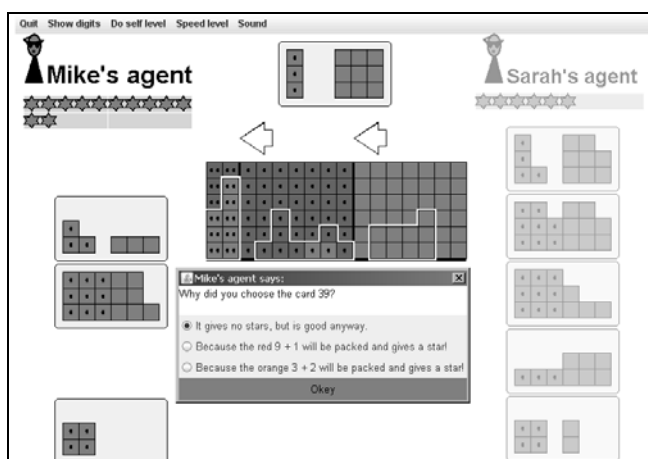 Quit Show digits Do self level Speed level Sound
Mike's agent
Sarah's agent
Mike's agent says:
Why did you choose the card 39?
It gives no stars, but is good anyway.
Because the red 9 + 1 will be packed and gives a star!
Because the orange 3 + 2 will be packed and gives a star!
Okey